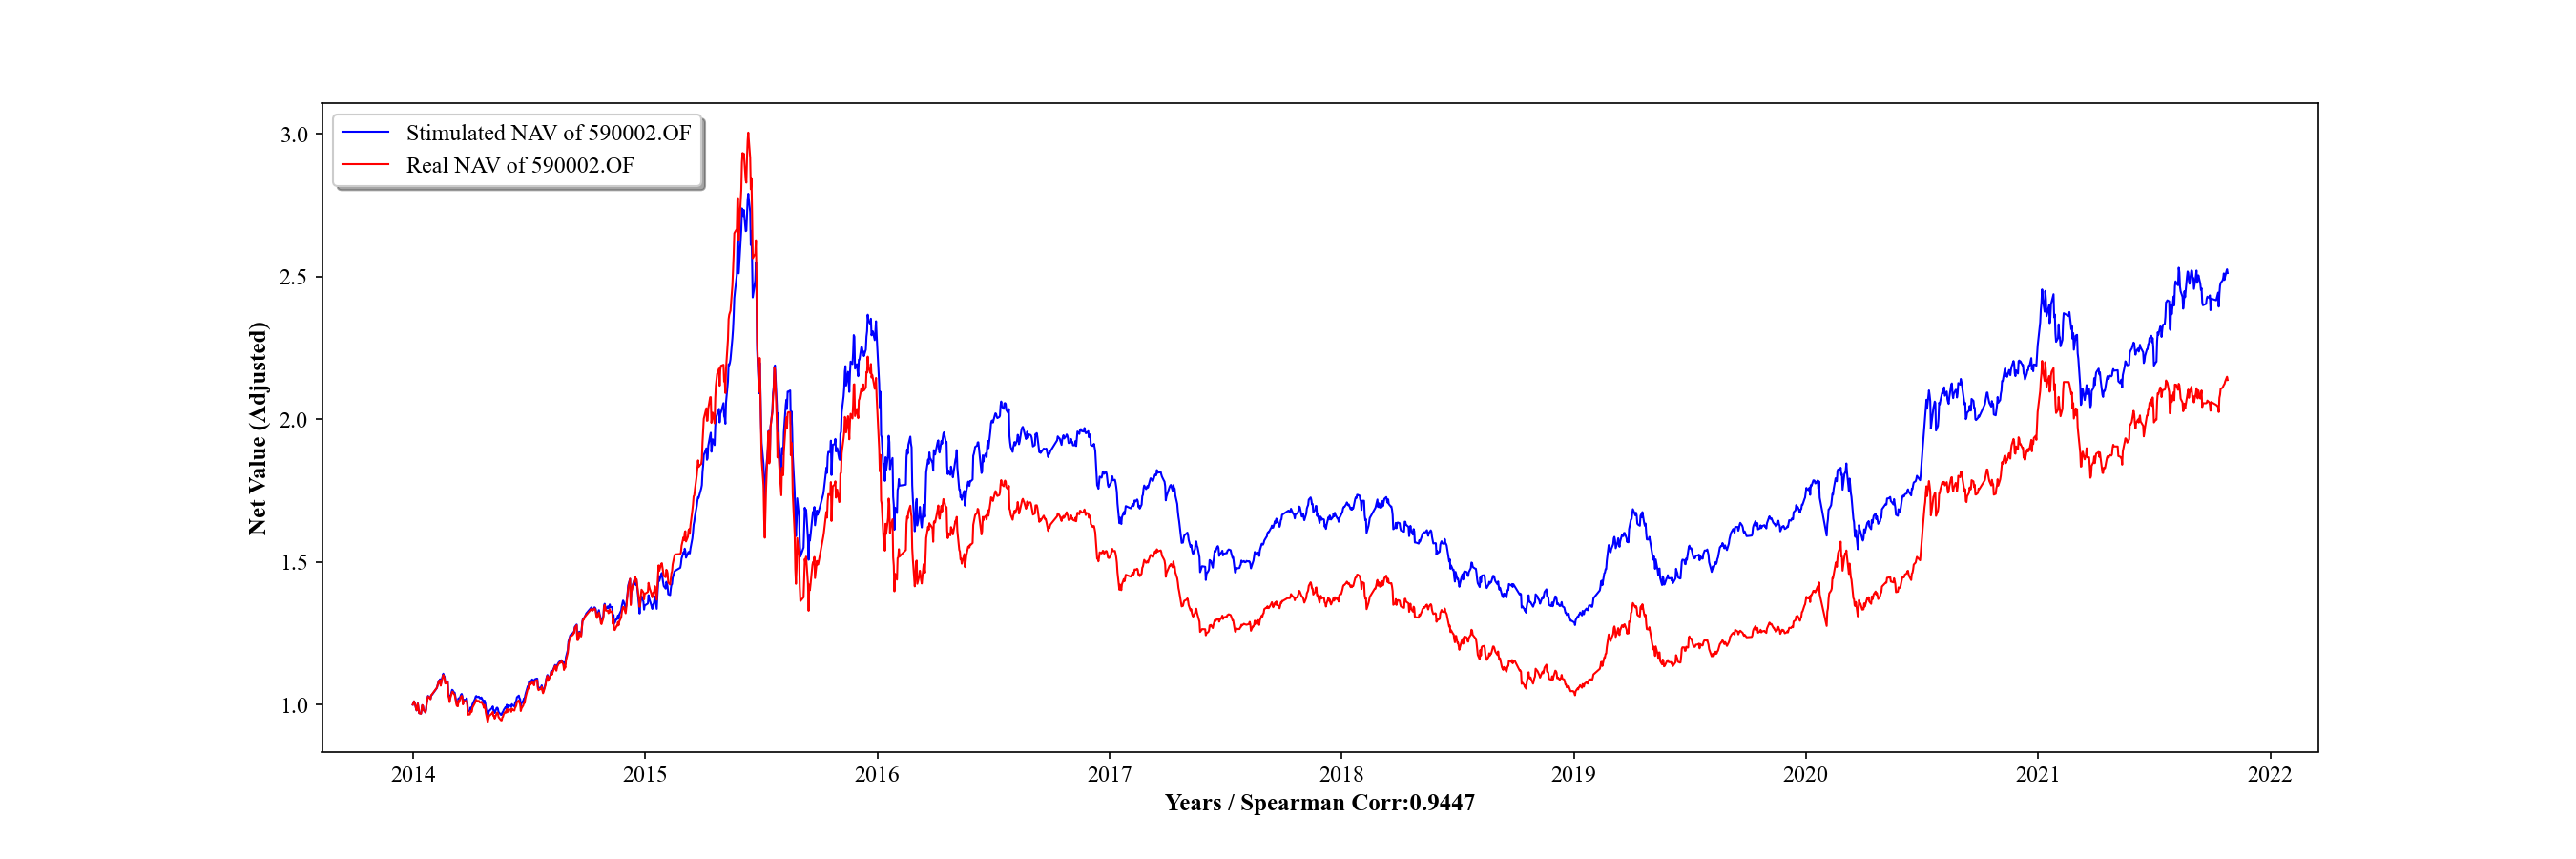 Stimulated NAV of 590002.OF
Real NAV of 590002.OF
3.0
2.5
2.0
1.5
1.0
Net Value (Adjusted)
2014 2015 2016 2017 2018 2019 2020 2021 2022
Years / Spearman Corr:0.9447